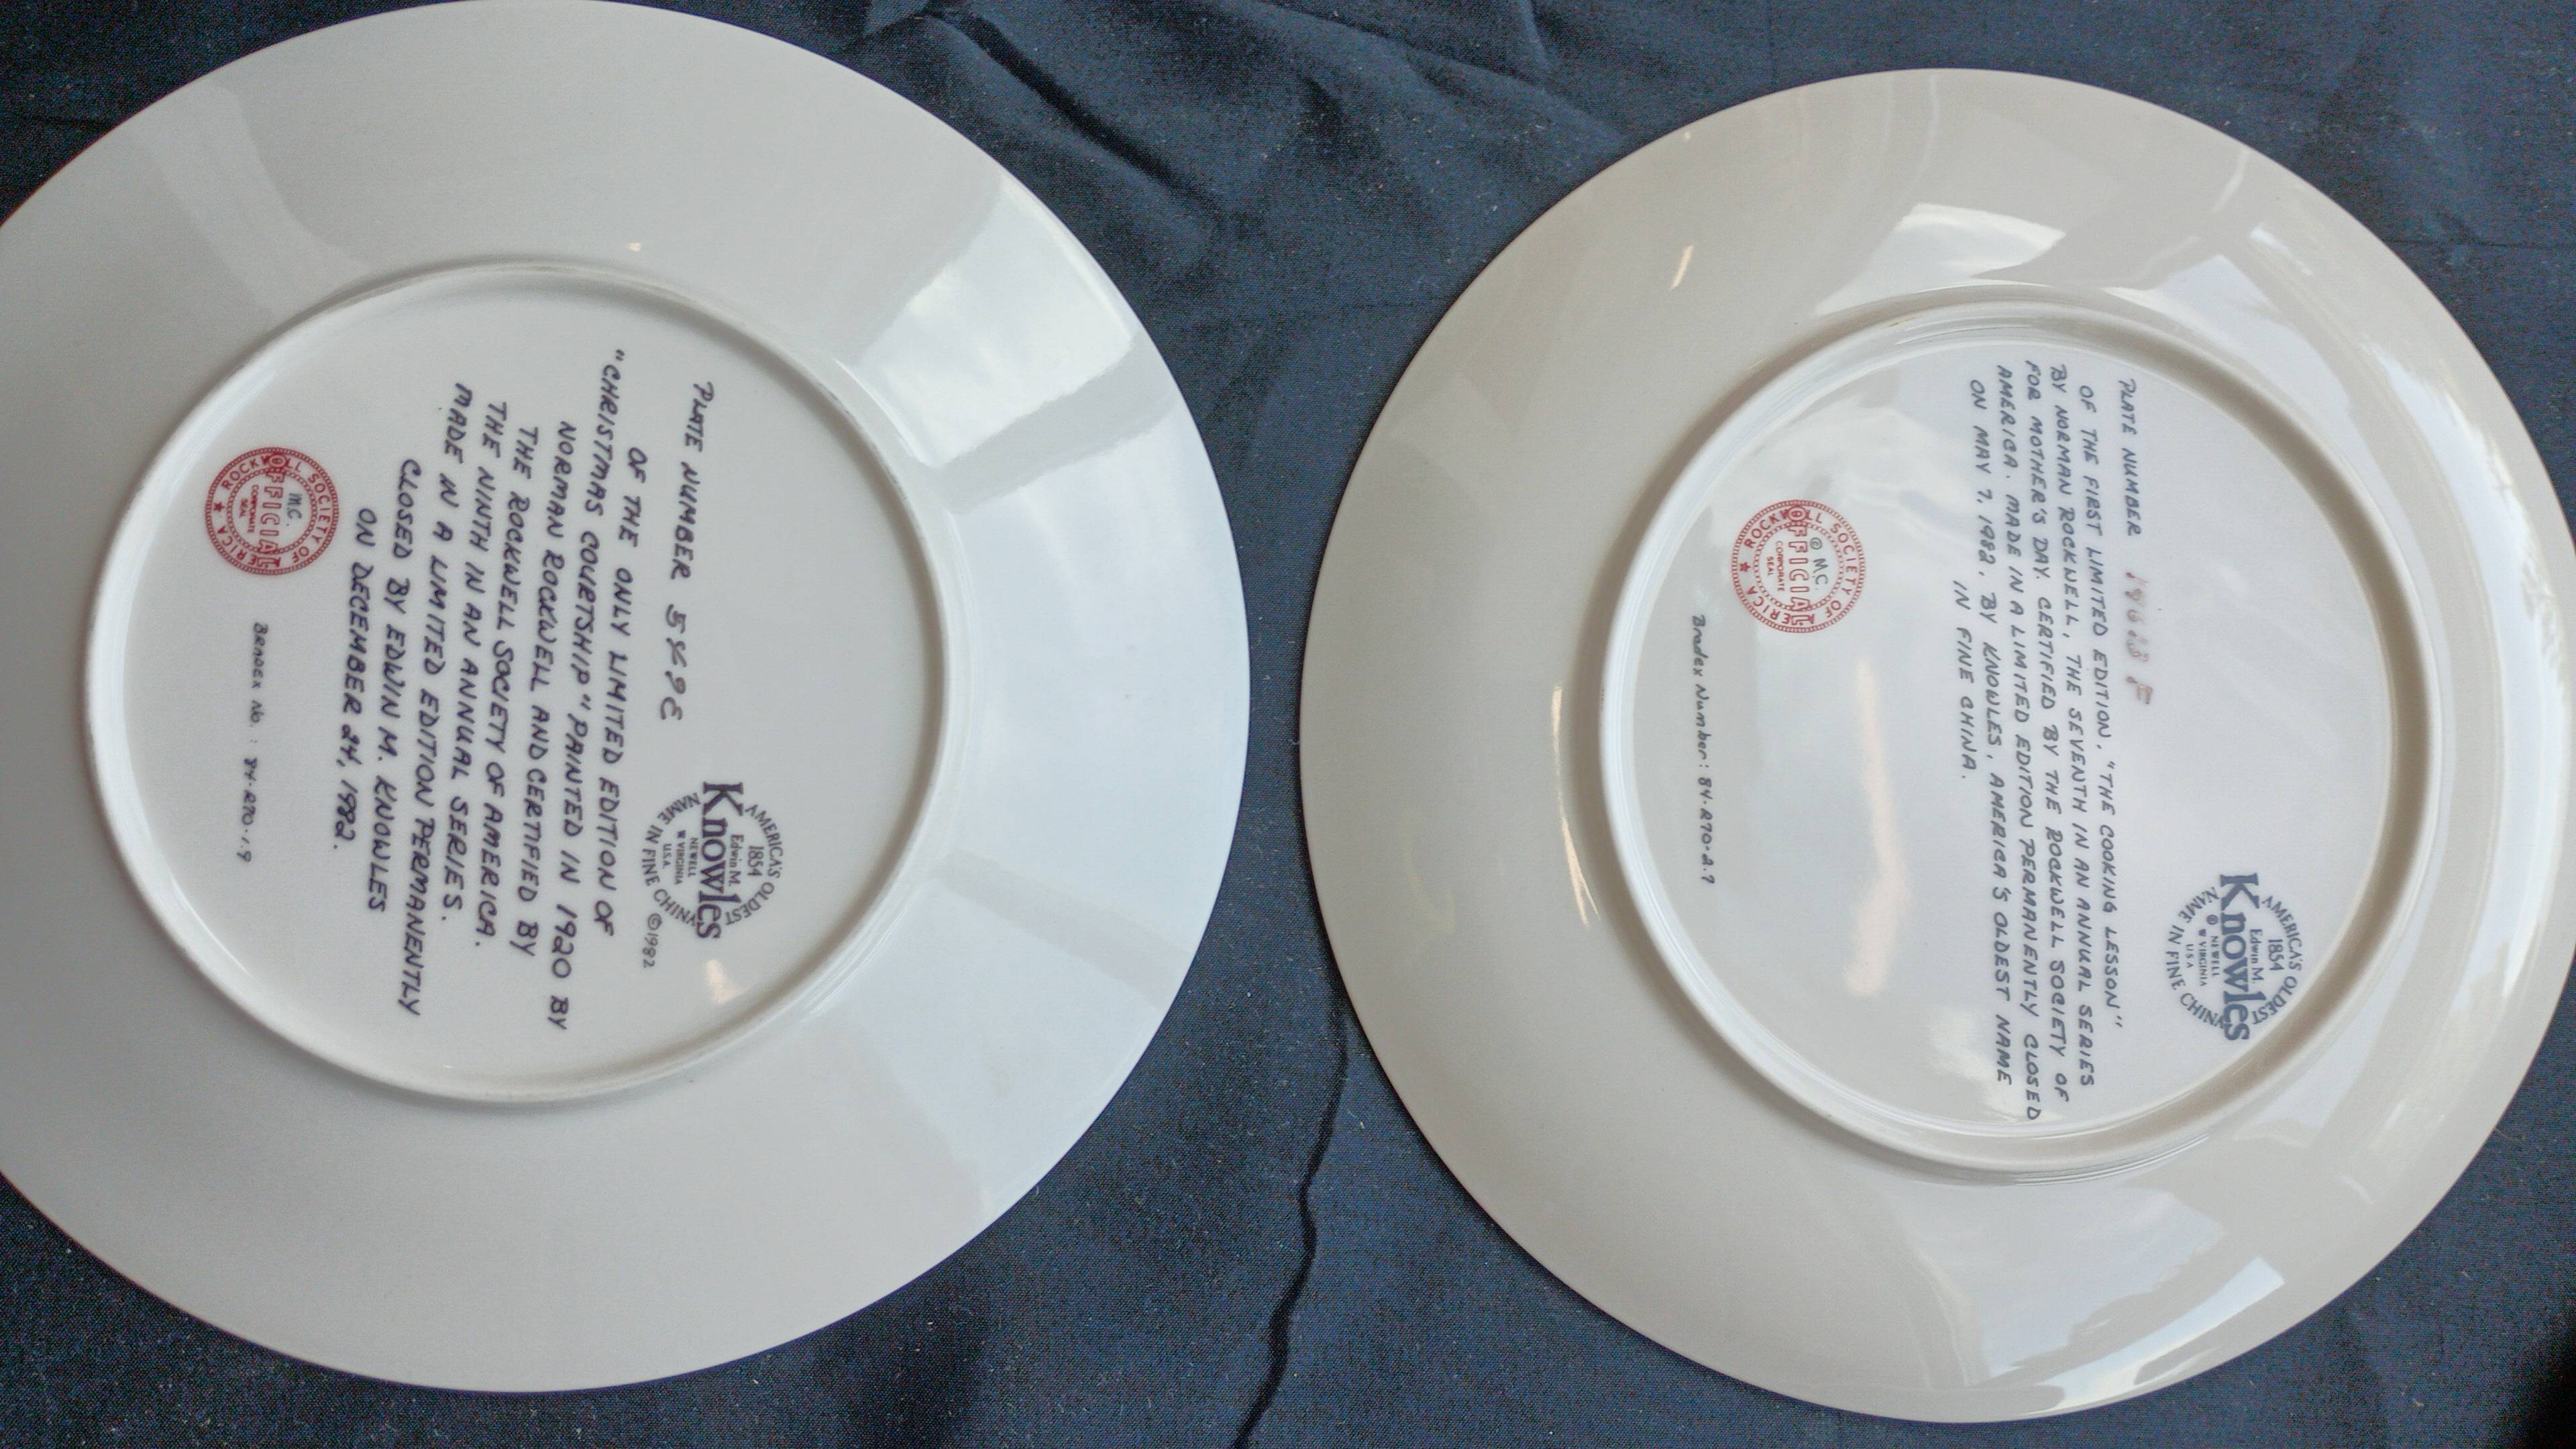 PLATE NUMBER
OF THE ONLY LIMITED EDITION OF
"CHRISTMAS COURTSHIP" PAINTED IN 1920 BY
NORMAN ROCKWELL AND CERTIFIED BY
THE ROCKWELL SOCIETY OF AMERICA.
THE NINTH IN AN ANNUAL SERIES.
MADE IN A LIMITED EDITION PERMANENTLY
CLOSED BY EDWIN M. KNOWLES
ON DECEMBER 24, 1982.
AMERICA'S OLDEST
1854
Edwin M.
Knowles
NEWELL
W VIRGINIA
U.S.A.
NAME IN FINE CHINA
©1982
ROCKWELL SOCIETY OF AMERICA
M.C.
OFFICIAL
CORPORATE
SEAL
BRADEX No.: 84-R70-1.9
PLATE NUMBER
OF THE FIRST LIMITED EDITION, "THE COOKING LESSON"
BY NORMAN ROCKWELL, THE SEVENTH IN AN ANNUAL SERIES
FOR MOTHER'S DAY. CERTIFIED BY THE ROCKWELL SOCIETY OF
AMERICA. MADE IN A LIMITED EDITION PERMANENTLY CLOSED
ON MAY 7, 1982, BY KNOWLES, AMERICA'S OLDEST NAME
IN FINE CHINA.
AMERICA'S OLDEST
1854
Edwin M.
Knowles
®
NEWELL
W VIRGINIA
U S A
NAME IN FINE CHINA
ROCKWELL SOCIETY OF AMERICA
© MC
OFFICIAL
CORPORATE
SEAL
Bradex Number: 84-R70-2.7